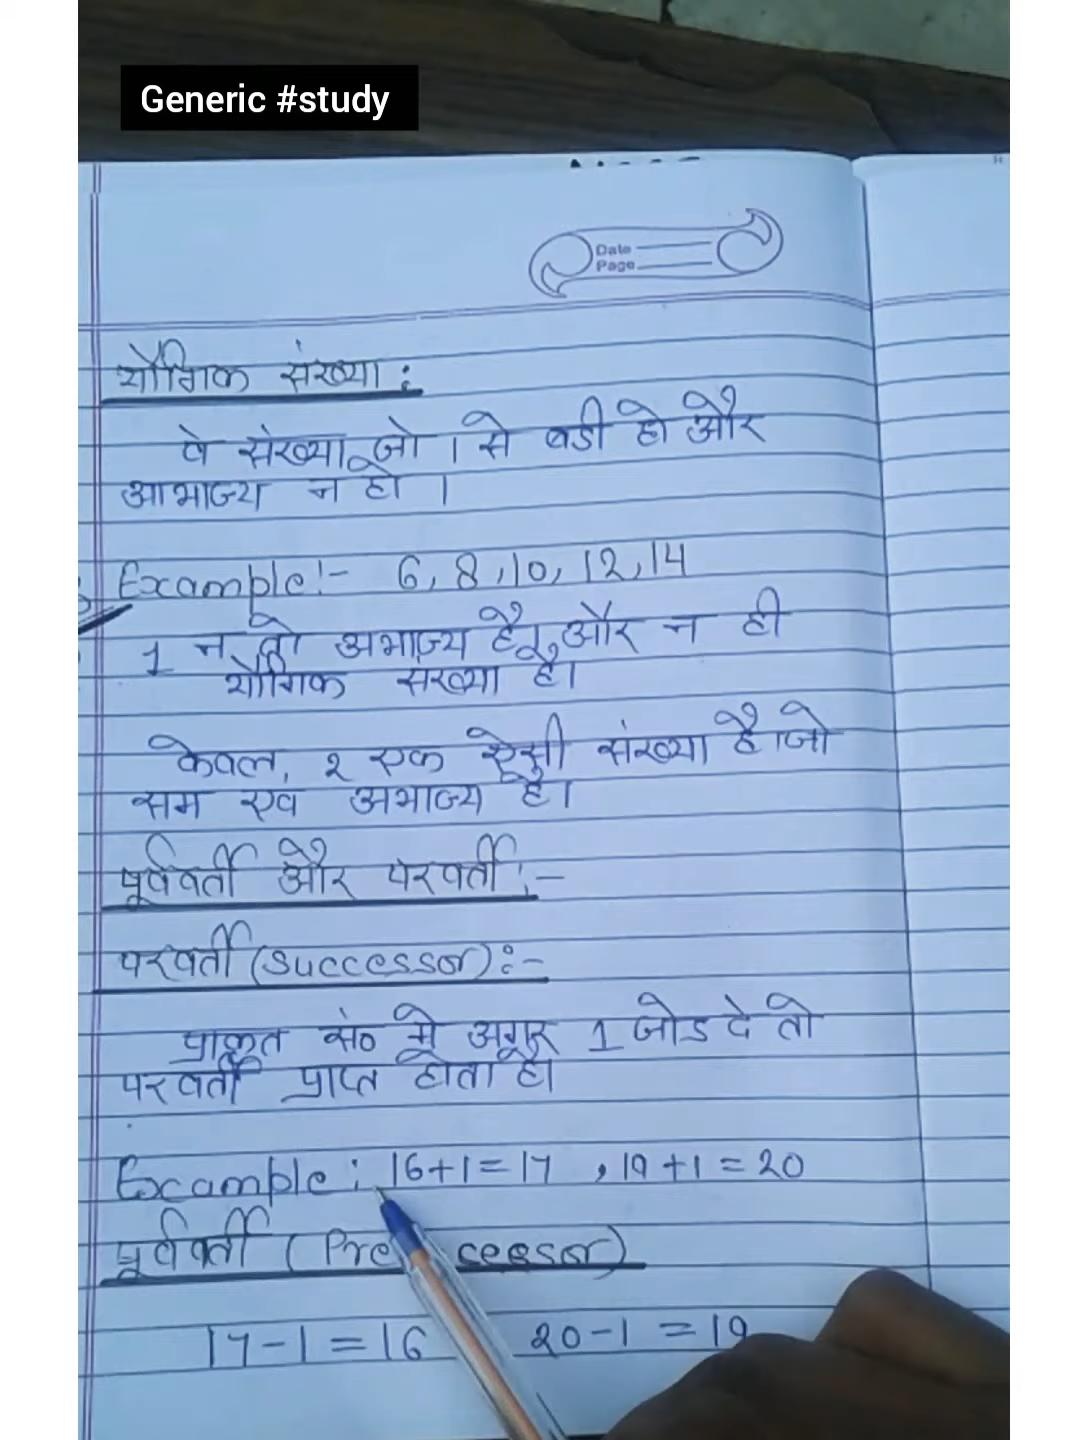 Generic #study
Date
Page
यौगिक संख्या :
वे संख्या जो 1 से बडी हो और
आभाज्य न हो ।
Example:- 6, 8, 10, 12, 14
1 न तो अभाज्य है, और न ही
यौगिक संख्या है।
केवल, 2 एक ऐसी संख्या है जो
सम एव अभाज्य है।
पूर्ववर्ती और परवर्ती :-
परवर्ती (Successor) :-
प्राकृत सं० मे अगर 1 जोड दे तो
परवर्ती प्राप्त होता है।
Example : 16+1=17 , 19+1=20
पूर्ववर्ती (Pre ceesor)
17-1=16 20-1=19